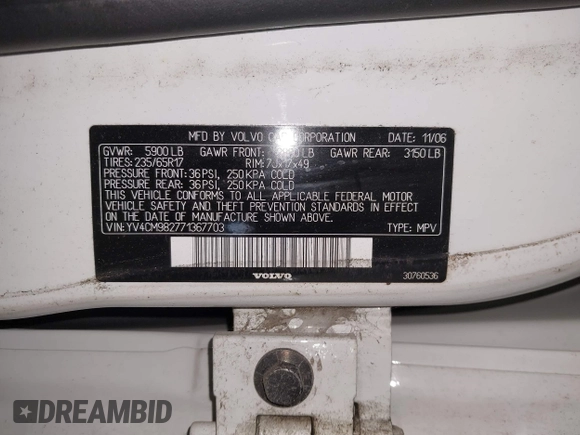 MFD BY VOLVO CORPORATION DATE: 11/06
GVWR: 5900 LB GAWR FRONT: LB GAWR REAR: 3150 LB
TIRES: 235/65R17 RIM: 7Jx17x49
PRESSURE FRONT: 36 PSI, 250 KPA COLD
PRESSURE REAR: 36 PSI, 250 KPA COLD
THIS VEHICLE CONFORMS TO ALL APPLICABLE FEDERAL MOTOR
VEHICLE SAFETY AND THEFT PREVENTION STANDARDS IN EFFECT
ON THE DATE OF MANUFACTURE SHOWN ABOVE.
VIN: YV4CM982771367703 TYPE: MPV
VOLVO 30760536
DREAMBID